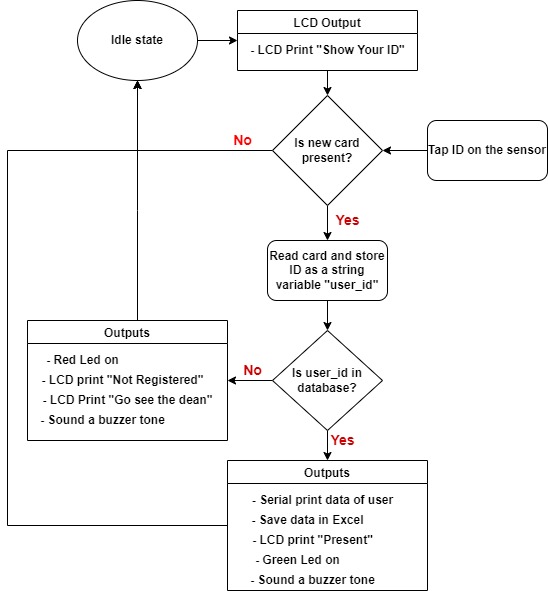 Idle state
LCD Output
- LCD Print "Show Your ID"
No
Is new card
present?
Tap ID on the sensor
Yes
Read card and store
ID as a string
variable "user_id"
Outputs
- Red Led on
- LCD print "Not Registered"
- LCD Print "Go see the dean"
- Sound a buzzer tone
No
Is user_id in
database?
Yes
Outputs
- Serial print data of user
- Save data in Excel
- LCD print "Present"
- Green Led on
- Sound a buzzer tone